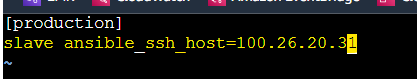 [production]
slave ansible_ssh_host=100.26.20.31
~